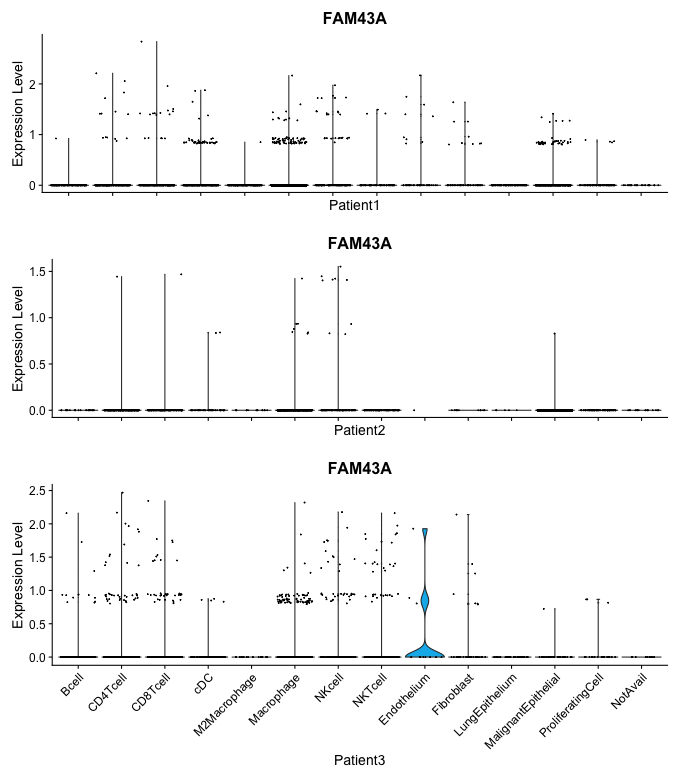 FAM43A
Expression Level
2
1
0
Patient1
FAM43A
Expression Level
1.5
1.0
0.5
0.0
Patient2
FAM43A
Expression Level
2.5
2.0
1.5
1.0
0.5
0.0
Bcell
CD4Tcell
CD8Tcell
cDC
M2Macrophage
Macrophage
NKcell
NKTcell
Endothelium
Fibroblast
LungEpithelium
MalignantEpithelial
ProliferatingCell
NotAvail
Patient3